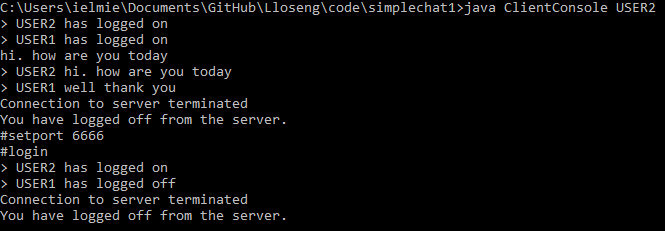 C:\Users\ielmie\Documents\GitHub\Lloseng\code\simplechat1>java ClientConsole USER2
> USER2 has logged on
> USER1 has logged on
hi. how are you today
> USER2 hi. how are you today
> USER1 well thank you
Connection to server terminated
You have logged off from the server.
#setport 6666
#login
> USER2 has logged on
> USER1 has logged off
Connection to server terminated
You have logged off from the server.